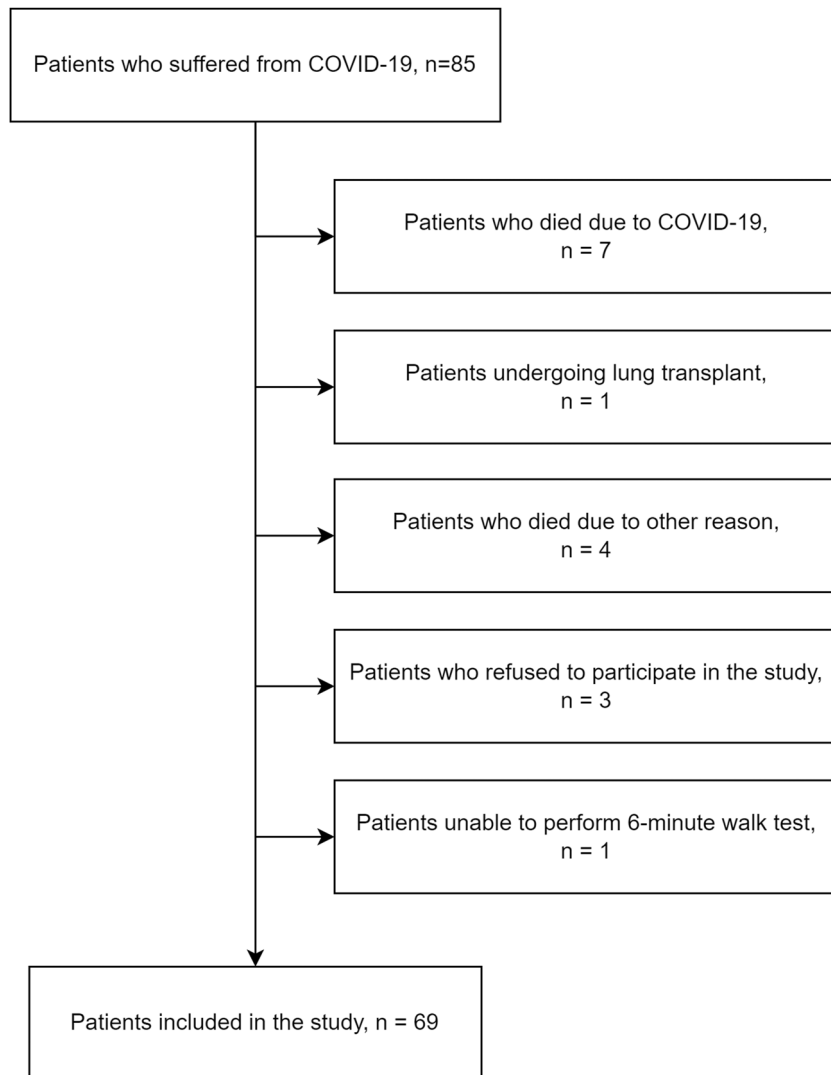 Patients who suffered from COVID-19, n=85
Patients who died due to COVID-19,
n = 7
Patients undergoing lung transplant,
n = 1
Patients who died due to other reason,
n = 4
Patients who refused to participate in the study,
n = 3
Patients unable to perform 6-minute walk test,
n = 1
Patients included in the study, n = 69